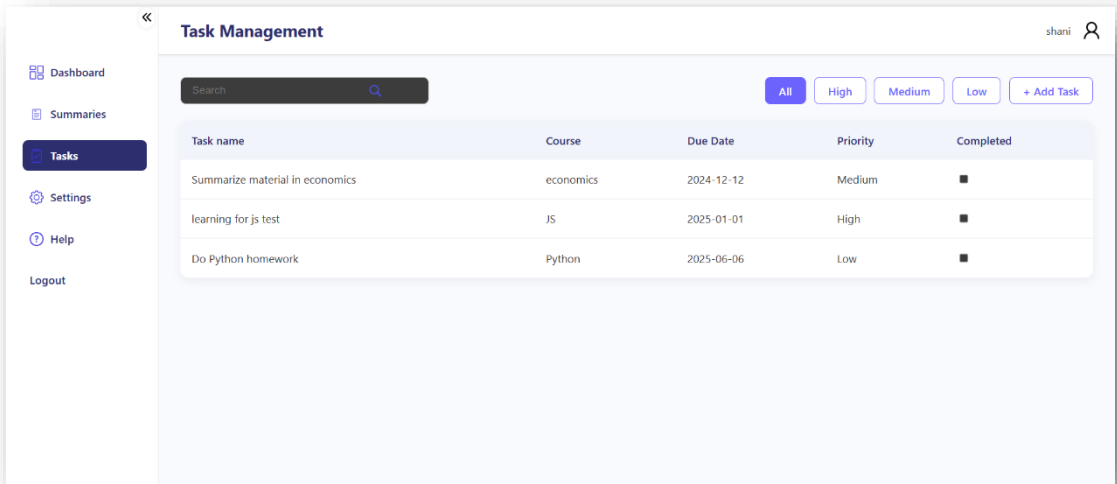 Task Management
shani
Dashboard
Summaries
Tasks
Settings
Help
Logout
Search
All
High
Medium
Low
+ Add Task
Task name Course Due Date Priority Completed
Summarize material in economics economics 2024-12-12 Medium
learning for js test JS 2025-01-01 High
Do Python homework Python 2025-06-06 Low